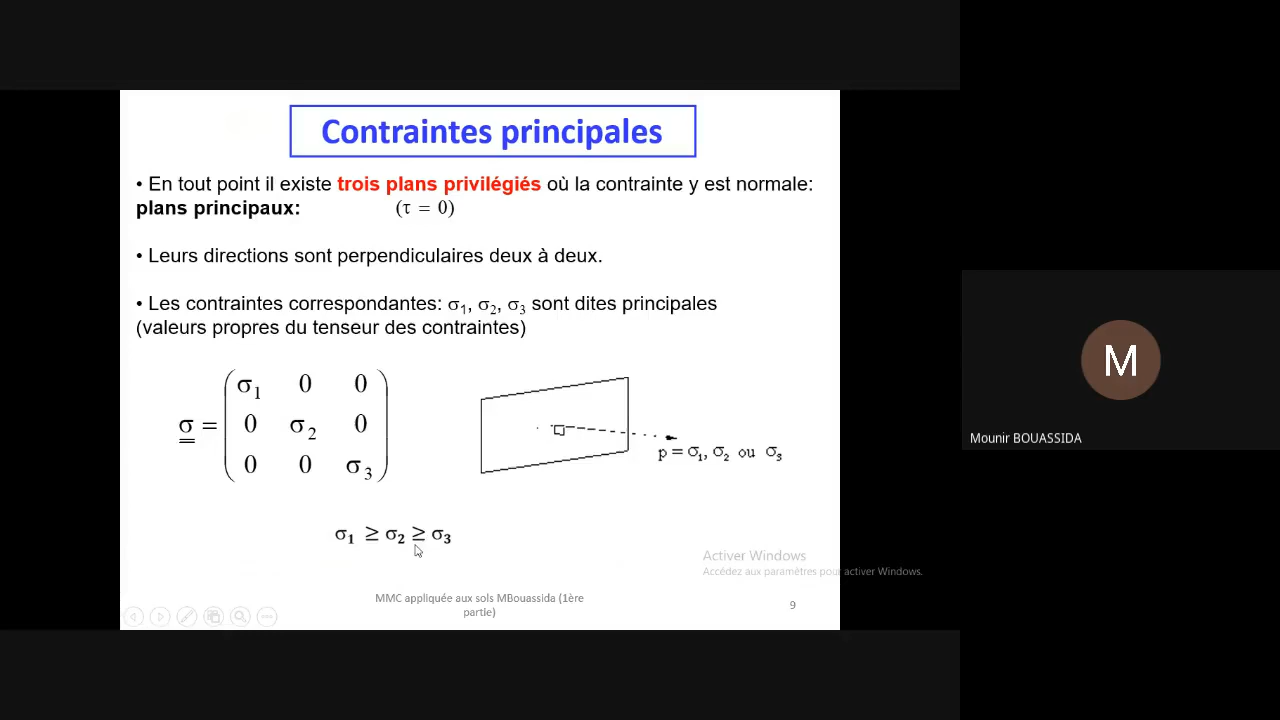 Contraintes principales
• En tout point il existe trois plans privilégiés où la contrainte y est normale:
plans principaux: (τ = 0)
• Leurs directions sont perpendiculaires deux à deux.
• Les contraintes correspondantes: σ1, σ2, σ3 sont dites principales
(valeurs propres du tenseur des contraintes)
σ1 0 0
σ = 0 σ2 0
0 0 σ3
p = σ1, σ2 ou σ3
σ1 ≥ σ2 ≥ σ3
Activer Windows
Accédez aux paramètres pour activer Windows.
MMC appliquée aux sols MBouassida (1ère
partie)
9
M
Mounir BOUASSIDA